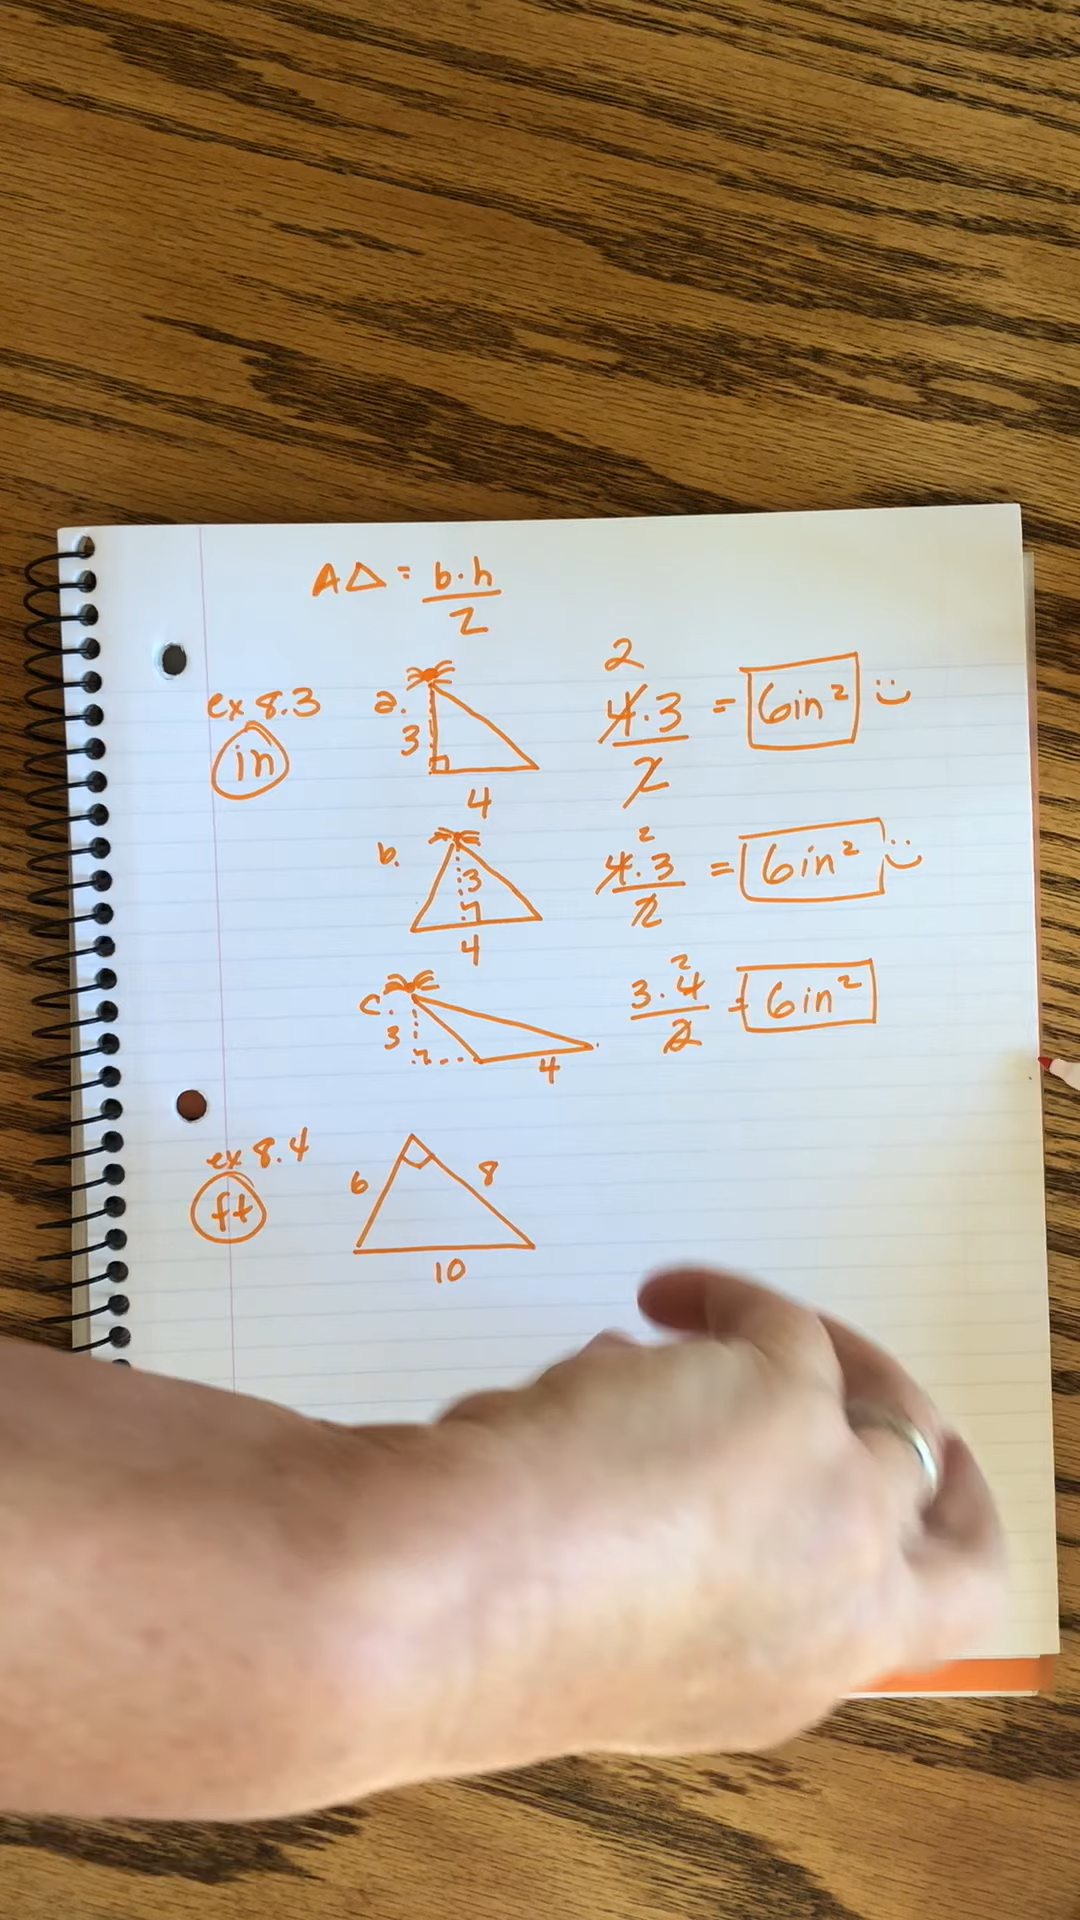 A△ = b·h
2
ex 8.3
in
a.
3
4
2
4·3 = 6in²
2
b.
3
4
2
4·3 = 6in²
2
c.
3
4
2
3·4 = 6in²
2
ex 8.4
ft
6
8
10